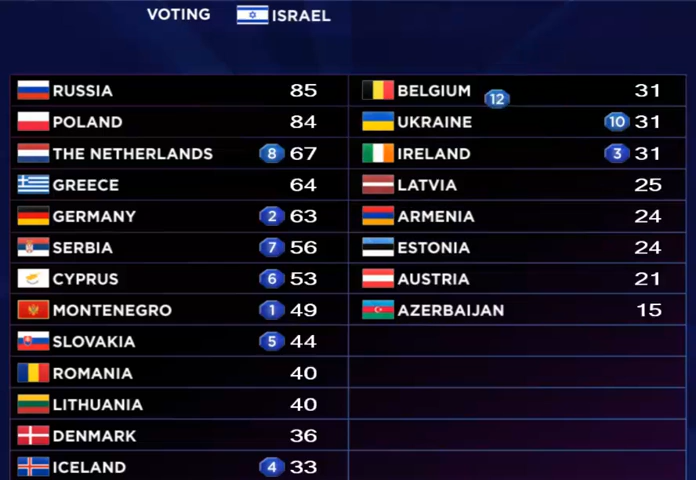 VOTING ISRAEL
RUSSIA 85
POLAND 84
THE NETHERLANDS 8 67
GREECE 64
GERMANY 2 63
SERBIA 7 56
CYPRUS 6 53
MONTENEGRO 1 49
SLOVAKIA 5 44
ROMANIA 40
LITHUANIA 40
DENMARK 36
ICELAND 4 33
BELGIUM 12 31
UKRAINE 10 31
IRELAND 3 31
LATVIA 25
ARMENIA 24
ESTONIA 24
AUSTRIA 21
AZERBAIJAN 15